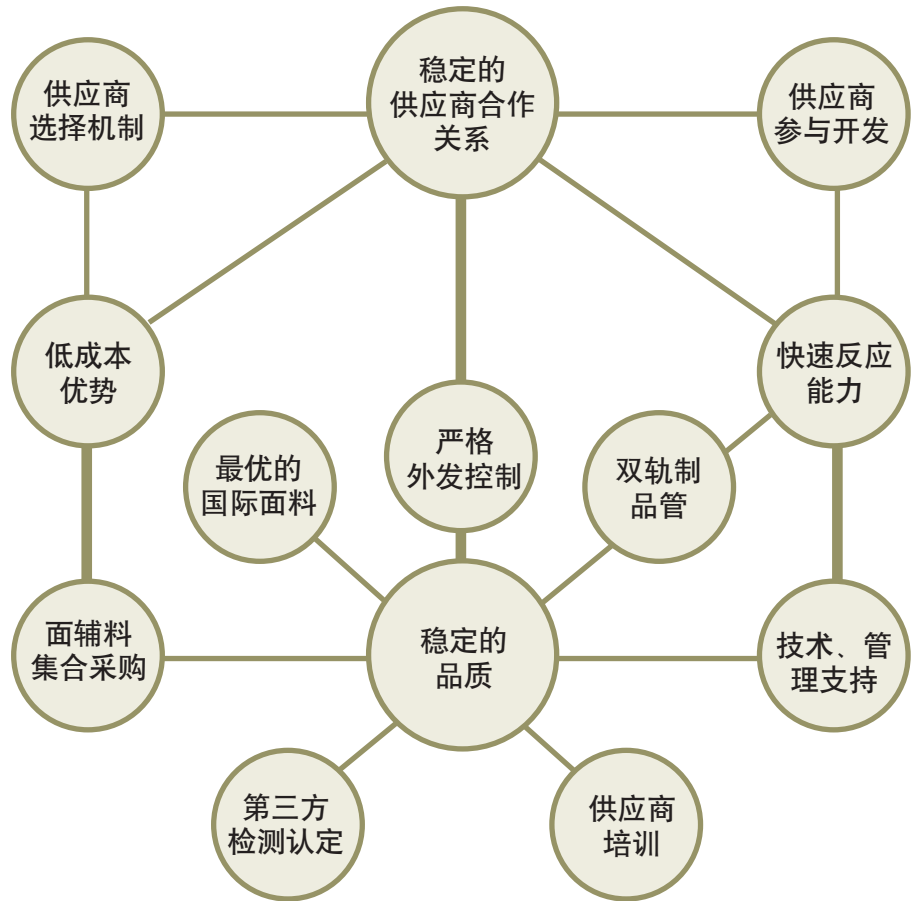 供应商
选择机制
稳定的
供应商合作
关系
供应商
参与开发
低成本
优势
快速反应
能力
最优的
国际面料
严格
外发控制
双轨制
品管
面辅料
集合采购
稳定的
品质
技术、管
理支持
第三方
检测认定
供应商
培训